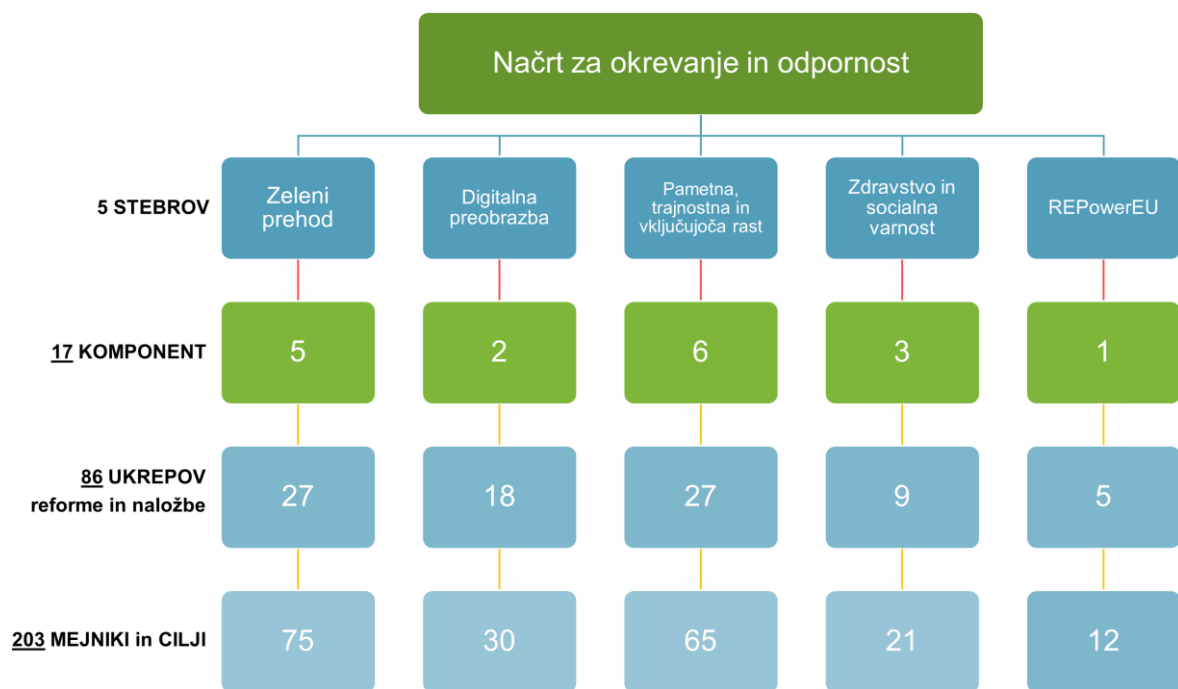 Načrt za okrevanje in odpornost
5 STEBROV
Zeleni
prehod
Digitalna
preobrazba
Pametna,
trajnostna in
vključujoča rast
Zdravstvo in
socialna
varnost
REPowerEU
17 KOMPONENT
5
2
6
3
1
86 UKREPOV
reforme in naložbe
27
18
27
9
5
203 MEJNIKI in CILJI
75
30
65
21
12